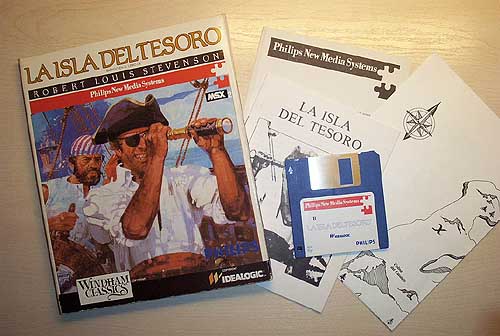 LA ISLA DEL TESORO
ROBERT LOUIS STEVENSON
Philips New Media Systems
MSX
PHILIPS
WINDHAM
CLASSICS
IDEALOGIC
Philips New Media Systems
LA ISLA
DEL TESORO
Philips New Media Systems
LA ISLA DEL TESORO
PHILIPS